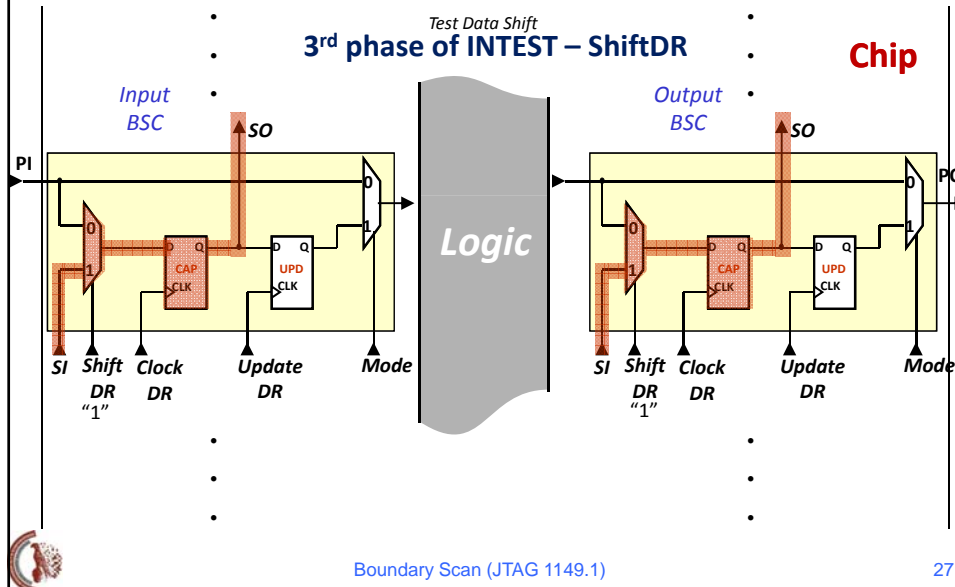 Test Data Shift
3rd phase of INTEST – ShiftDR
Chip
Input
BSC
Output
BSC
SO
SO
PI
0
0
PO
0
1
0
1
Logic
D Q
D Q
D Q
D Q
1
CAP
UPD
1
CAP
UPD
CLK
CLK
CLK
CLK
SI
Shift
DR
"1"
Clock
DR
Update
DR
Mode
SI
Shift
DR
"1"
Clock
DR
Update
DR
Mode
Boundary Scan (JTAG 1149.1)
27